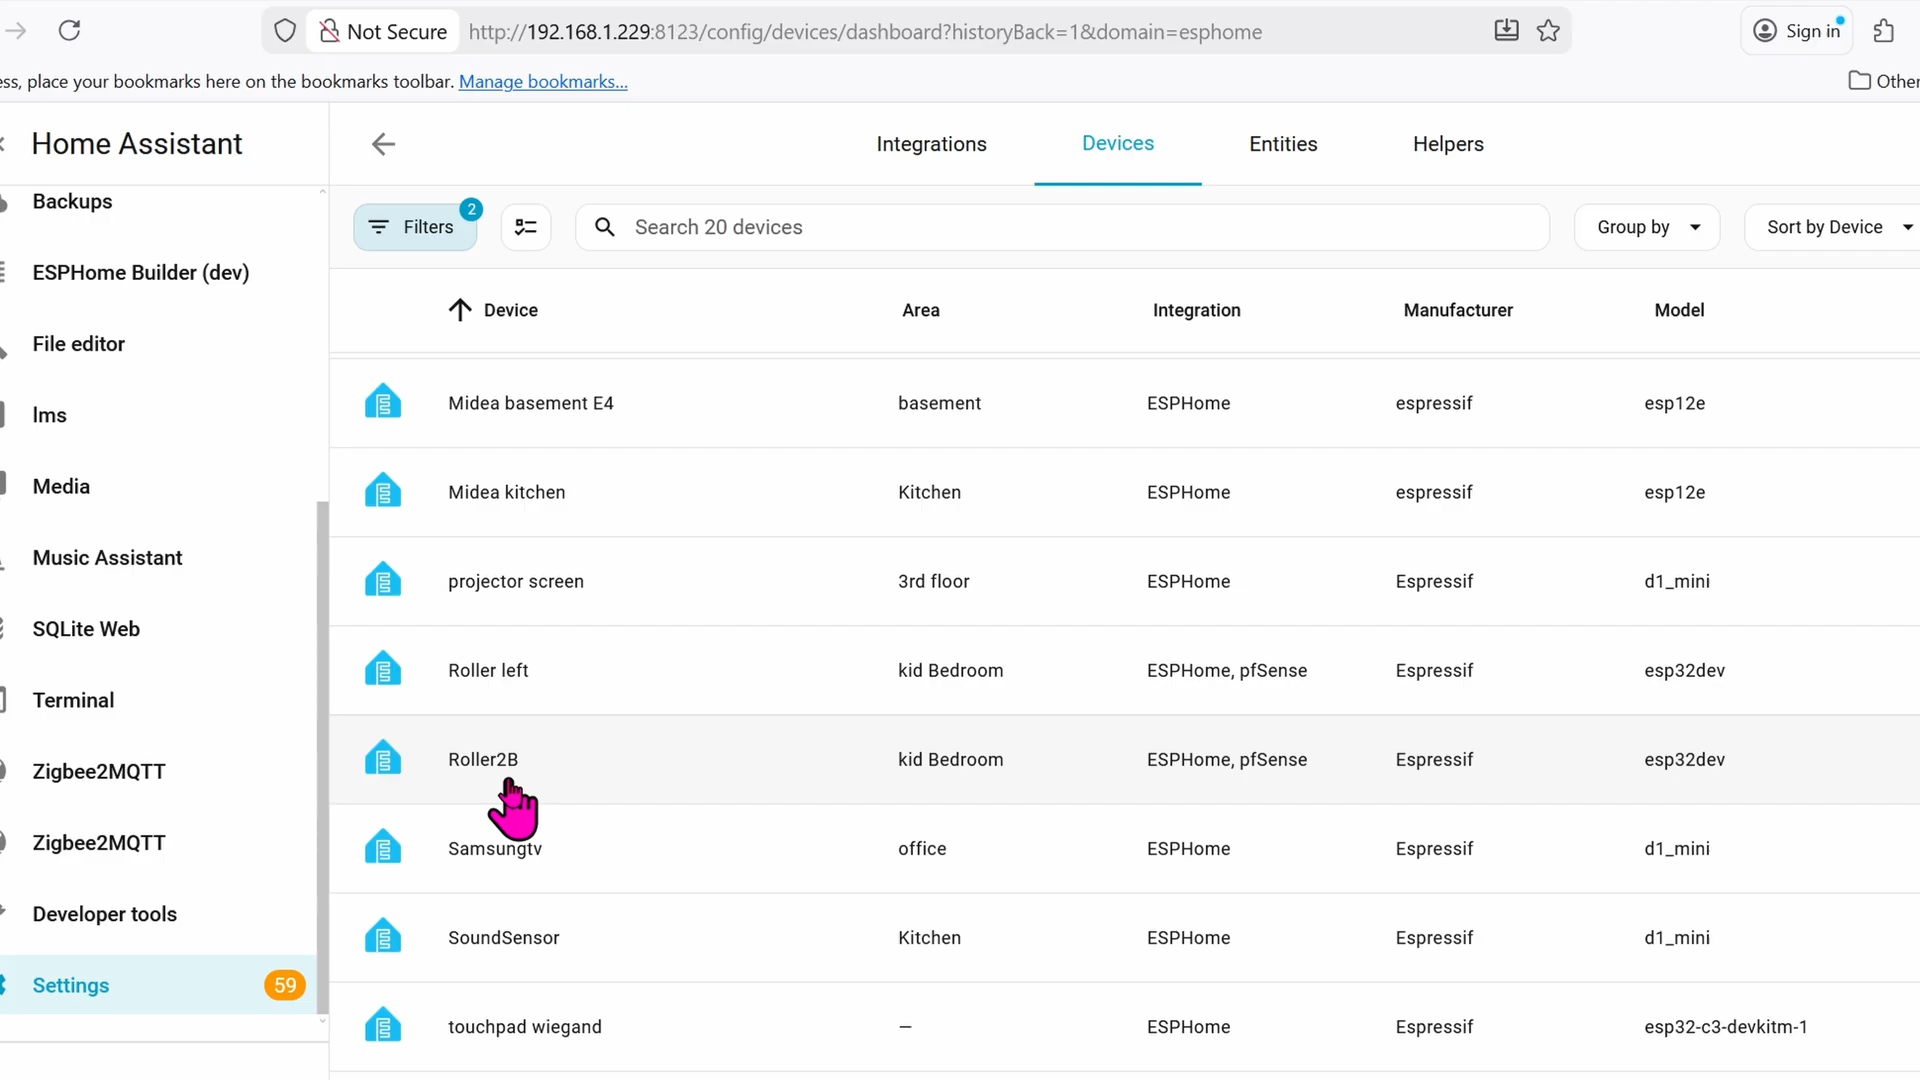 Not Secure
http://192.168.1.229:8123/config/devices/dashboard?historyBack=1&domain=esphome
Sign in
ess, place your bookmarks here on the bookmarks toolbar. Manage bookmarks...
Other
Home Assistant
Integrations
Devices
Entities
Helpers
Backups
ESPHome Builder (dev)
File editor
lms
Media
Music Assistant
SQLite Web
Terminal
Zigbee2MQTT
Zigbee2MQTT
Developer tools
Settings 59
Filters 2
Search 20 devices
Group by
Sort by Device
Device Area Integration Manufacturer Model
Midea basement E4 basement ESPHome espressif esp12e
Midea kitchen Kitchen ESPHome espressif esp12e
projector screen 3rd floor ESPHome Espressif d1_mini
Roller left kid Bedroom ESPHome, pfSense Espressif esp32dev
Roller2B kid Bedroom ESPHome, pfSense Espressif esp32dev
Samsungtv office ESPHome Espressif d1_mini
SoundSensor Kitchen ESPHome Espressif d1_mini
touchpad wiegand — ESPHome Espressif esp32-c3-devkitm-1